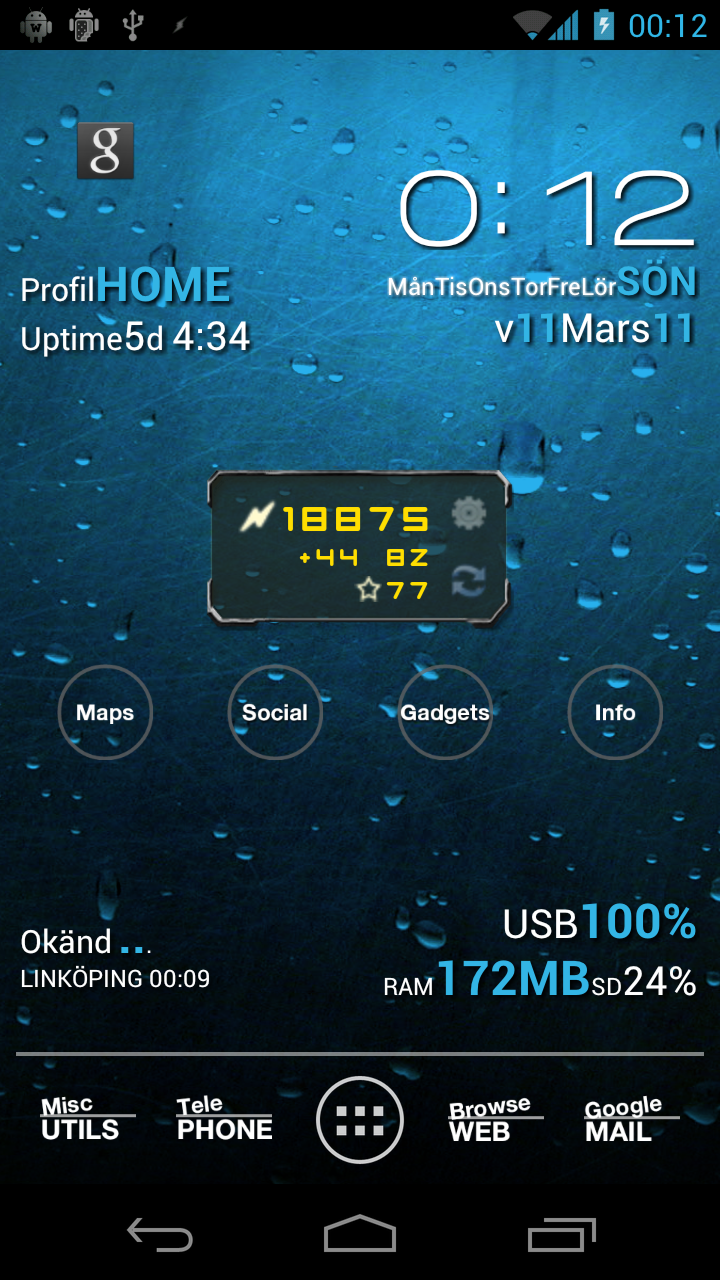 00:12
g
0:12
ProfilHOME
MånTisOnsTorFreLörSÖN
Uptime5d 4:34
v11Mars11
18875
+44 82
77
Maps Social Gadgets Info
USB100%
Okänd ...
LINKÖPING 00:09
RAM172MBSD24%
Misc UTILS
Tele PHONE
Browse WEB
Google MAIL